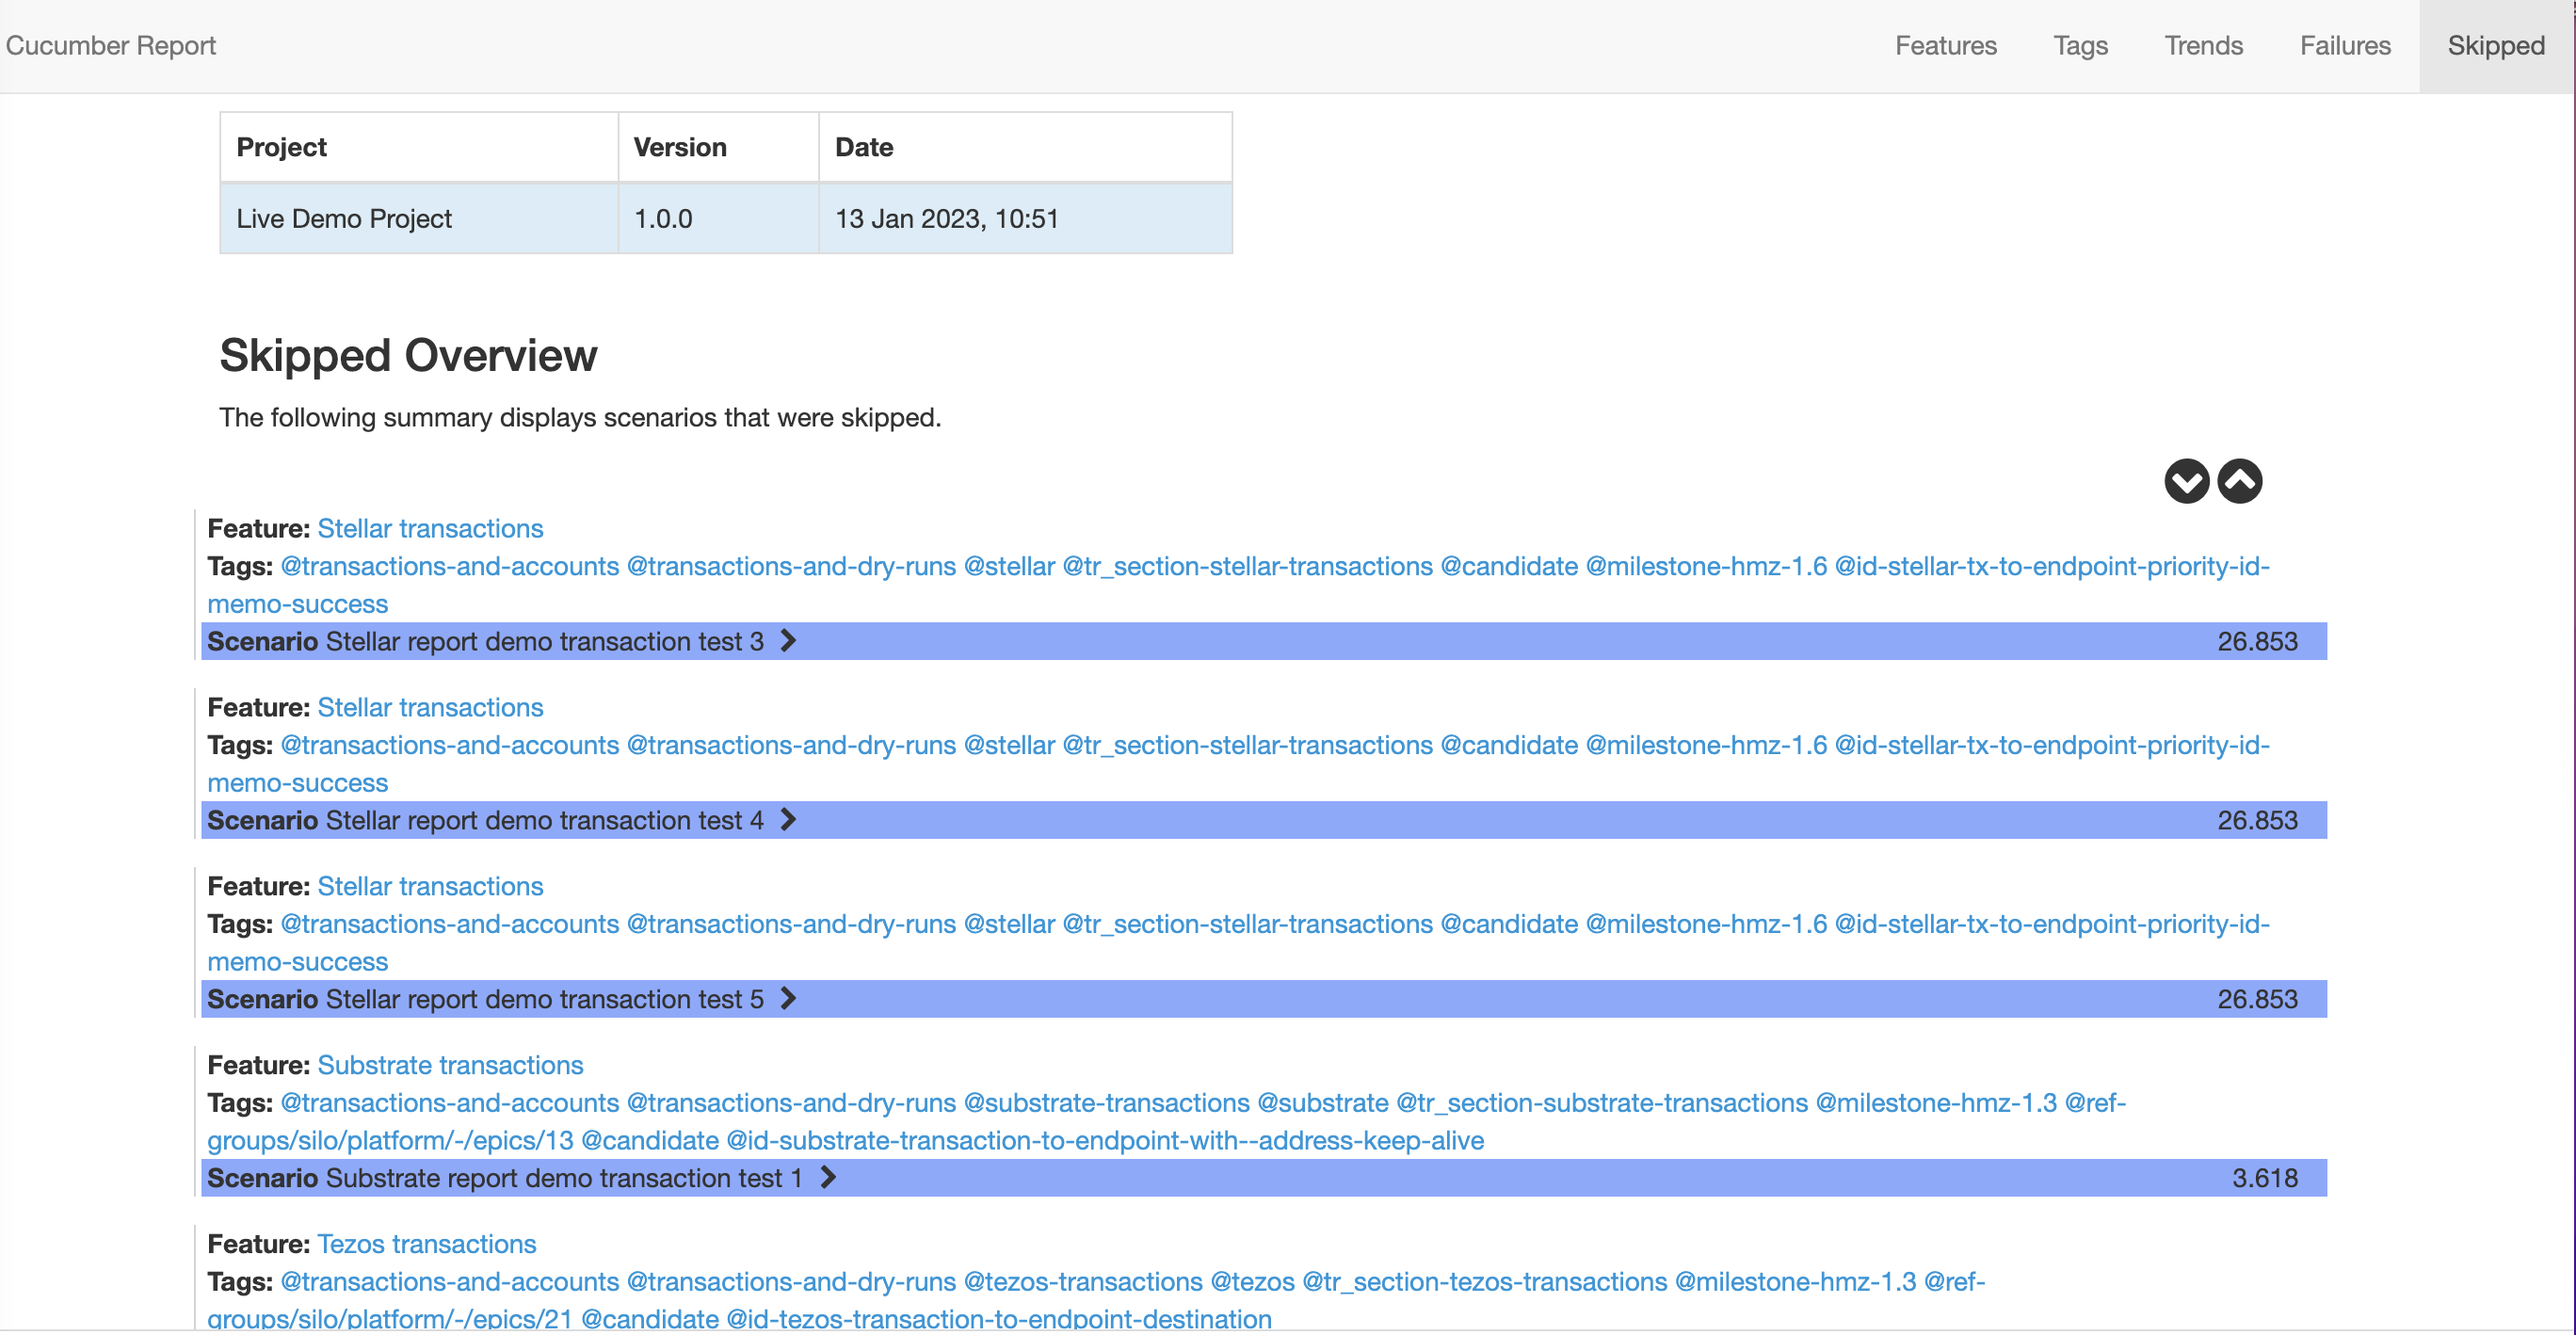 Cucumber Report Features Tags Trends Failures Skipped
Project Version Date
Live Demo Project 1.0.0 13 Jan 2023, 10:51
Skipped Overview
The following summary displays scenarios that were skipped.
Feature: Stellar transactions
Tags: @transactions-and-accounts @transactions-and-dry-runs @stellar @tr_section-stellar-transactions @candidate @milestone-hmz-1.6 @id-stellar-tx-to-endpoint-priority-id-
memo-success
Scenario Stellar report demo transaction test 3 26.853
Feature: Stellar transactions
Tags: @transactions-and-accounts @transactions-and-dry-runs @stellar @tr_section-stellar-transactions @candidate @milestone-hmz-1.6 @id-stellar-tx-to-endpoint-priority-id-
memo-success
Scenario Stellar report demo transaction test 4 26.853
Feature: Stellar transactions
Tags: @transactions-and-accounts @transactions-and-dry-runs @stellar @tr_section-stellar-transactions @candidate @milestone-hmz-1.6 @id-stellar-tx-to-endpoint-priority-id-
memo-success
Scenario Stellar report demo transaction test 5 26.853
Feature: Substrate transactions
Tags: @transactions-and-accounts @transactions-and-dry-runs @substrate-transactions @substrate @tr_section-substrate-transactions @milestone-hmz-1.3 @ref-
groups/silo/platform/-/epics/13 @candidate @id-substrate-transaction-to-endpoint-with--address-keep-alive
Scenario Substrate report demo transaction test 1 3.618
Feature: Tezos transactions
Tags: @transactions-and-accounts @transactions-and-dry-runs @tezos-transactions @tezos @tr_section-tezos-transactions @milestone-hmz-1.3 @ref-
groups/silo/platform/-/epics/21 @candidate @id-tezos-transaction-to-endpoint-destination